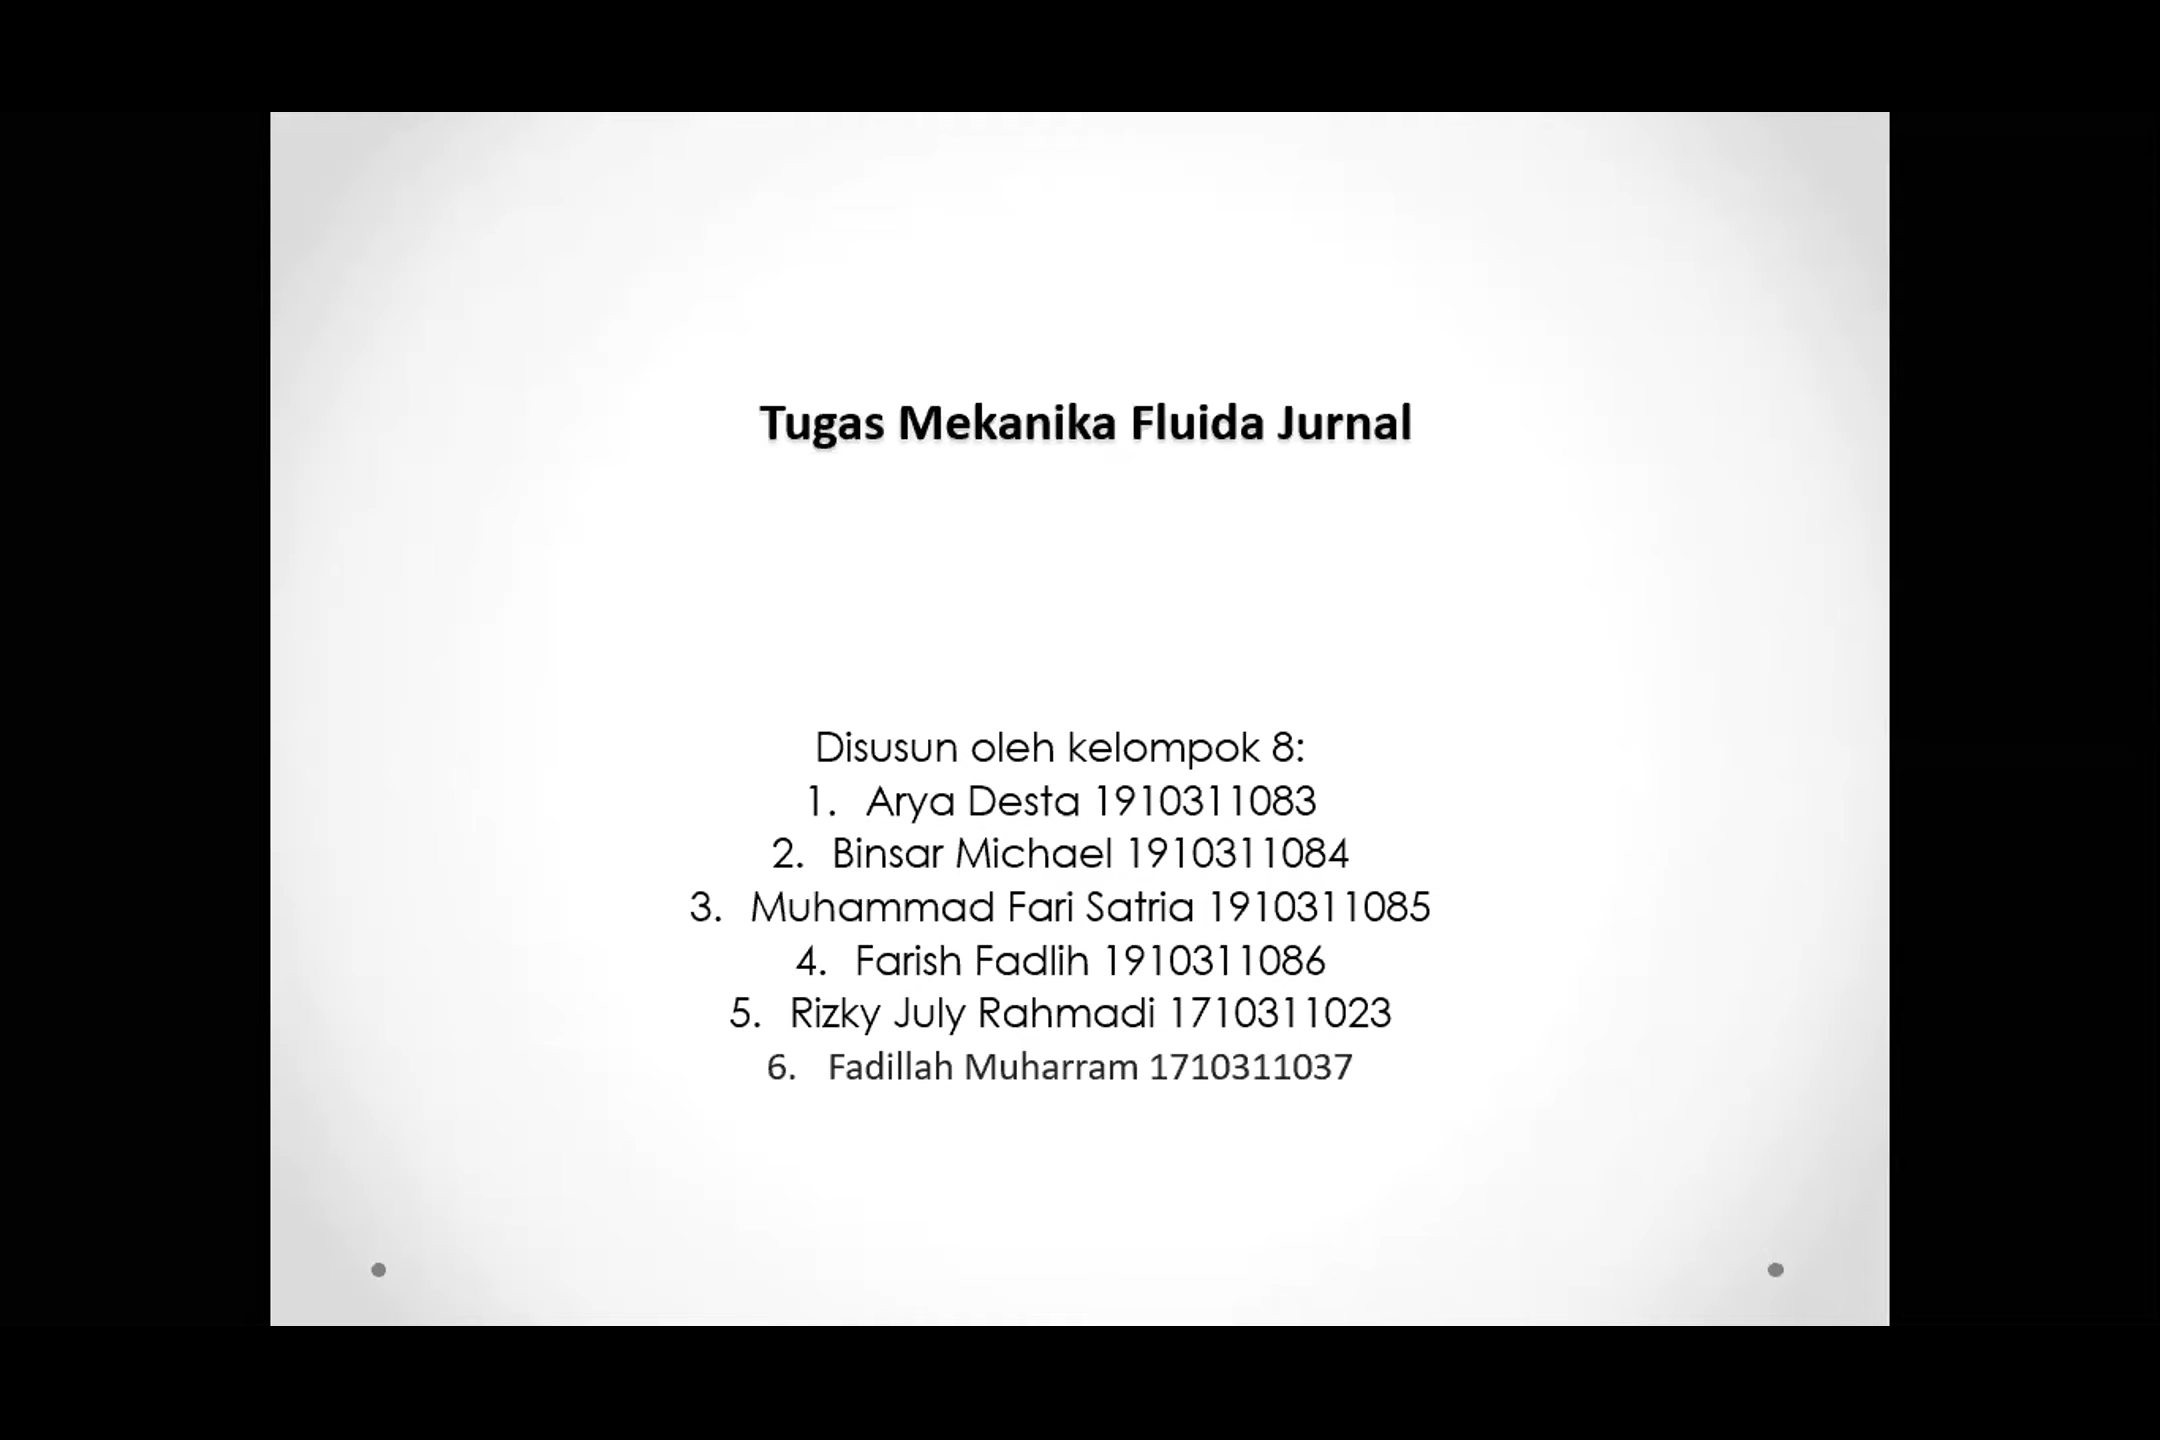 Tugas Mekanika Fluida Jurnal
Disusun oleh kelompok 8:
1. Arya Desta 1910311083
2. Binsar Michael 1910311084
3. Muhammad Fari Satria 1910311085
4. Farish Fadlih 1910311086
5. Rizky July Rahmadi 1710311023
6. Fadillah Muharram 1710311037